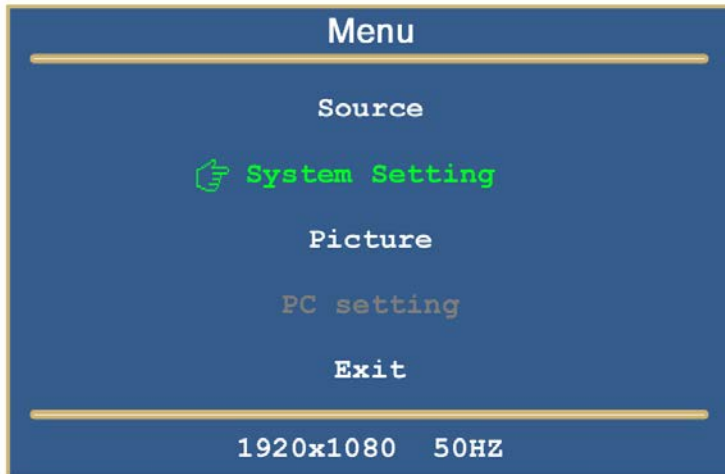 Menu
Source
System Setting
Picture
PC setting
Exit
1920x1080 50HZ